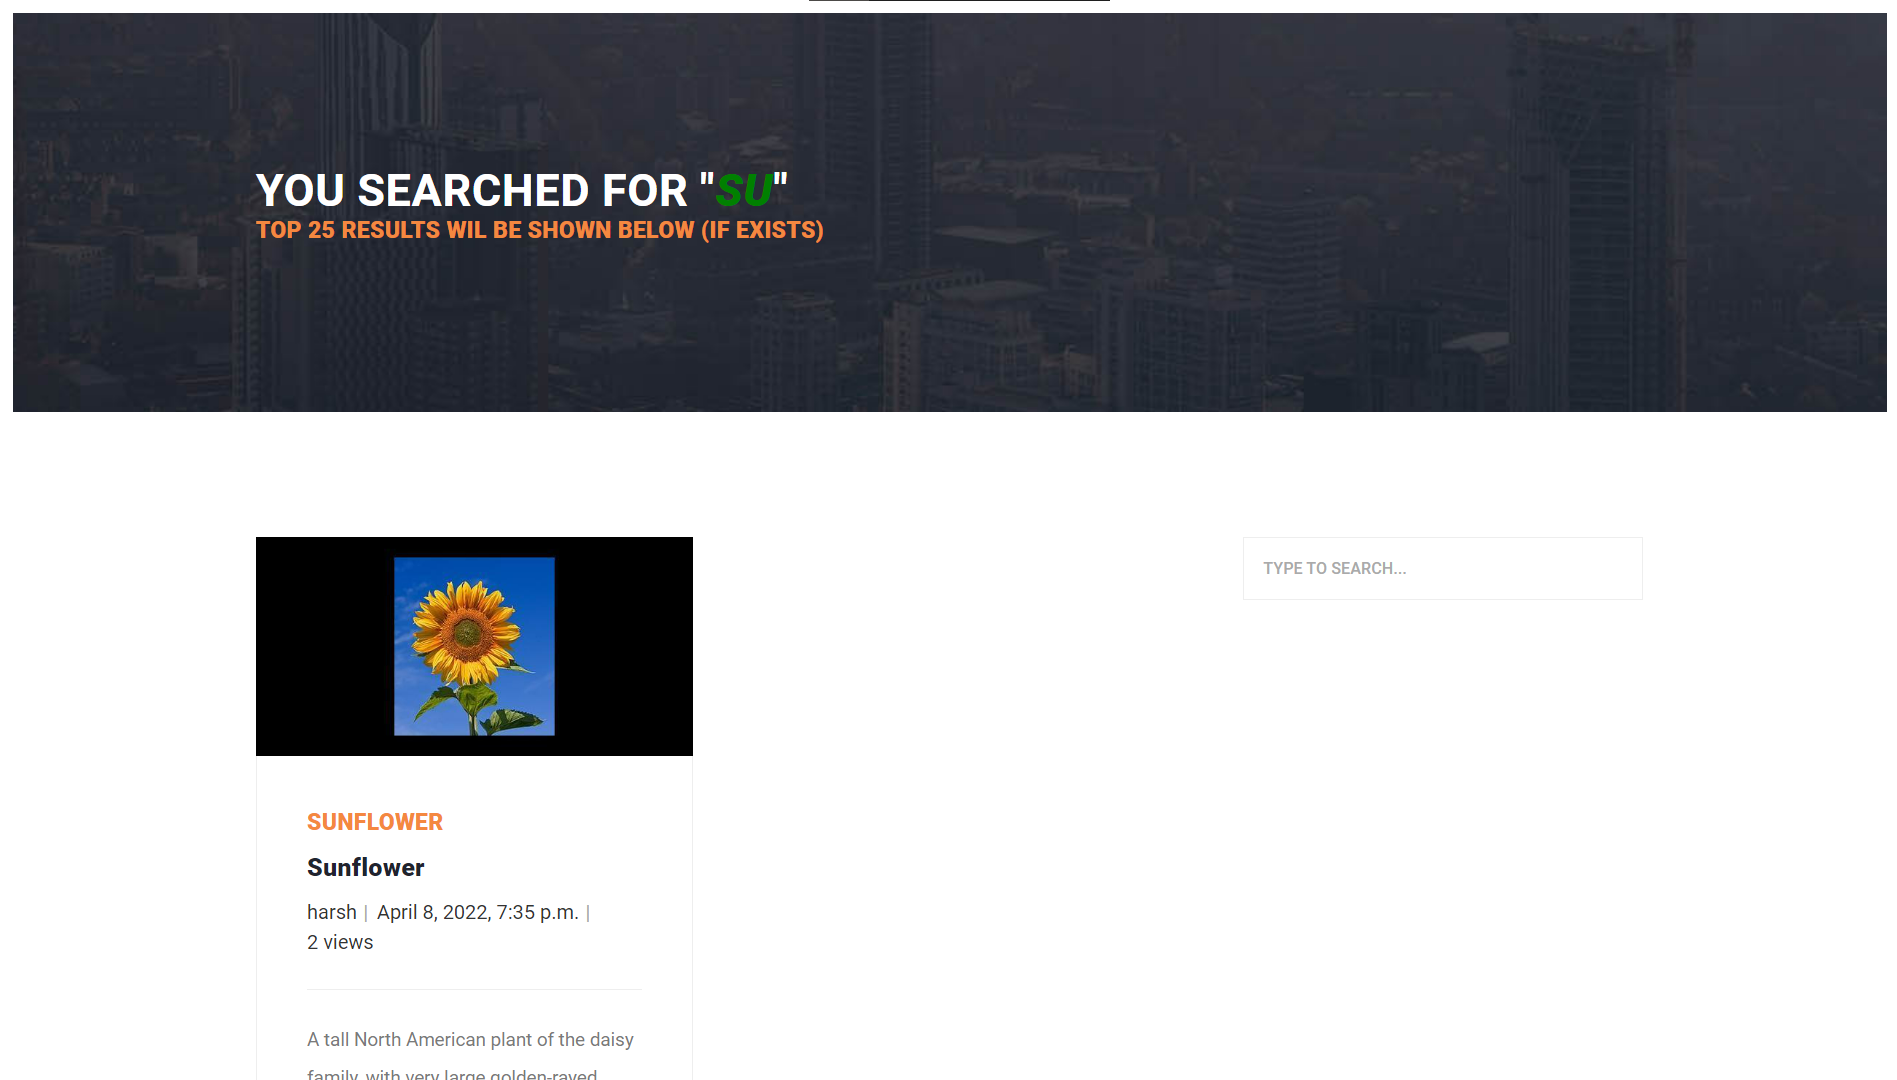 YOU SEARCHED FOR "SU"
TOP 25 RESULTS WIL BE SHOWN BELOW (IF EXISTS)
TYPE TO SEARCH...
SUNFLOWER
Sunflower
harsh | April 8, 2022, 7:35 p.m. |
2 views
A tall North American plant of the daisy
family, with very large golden-rayed